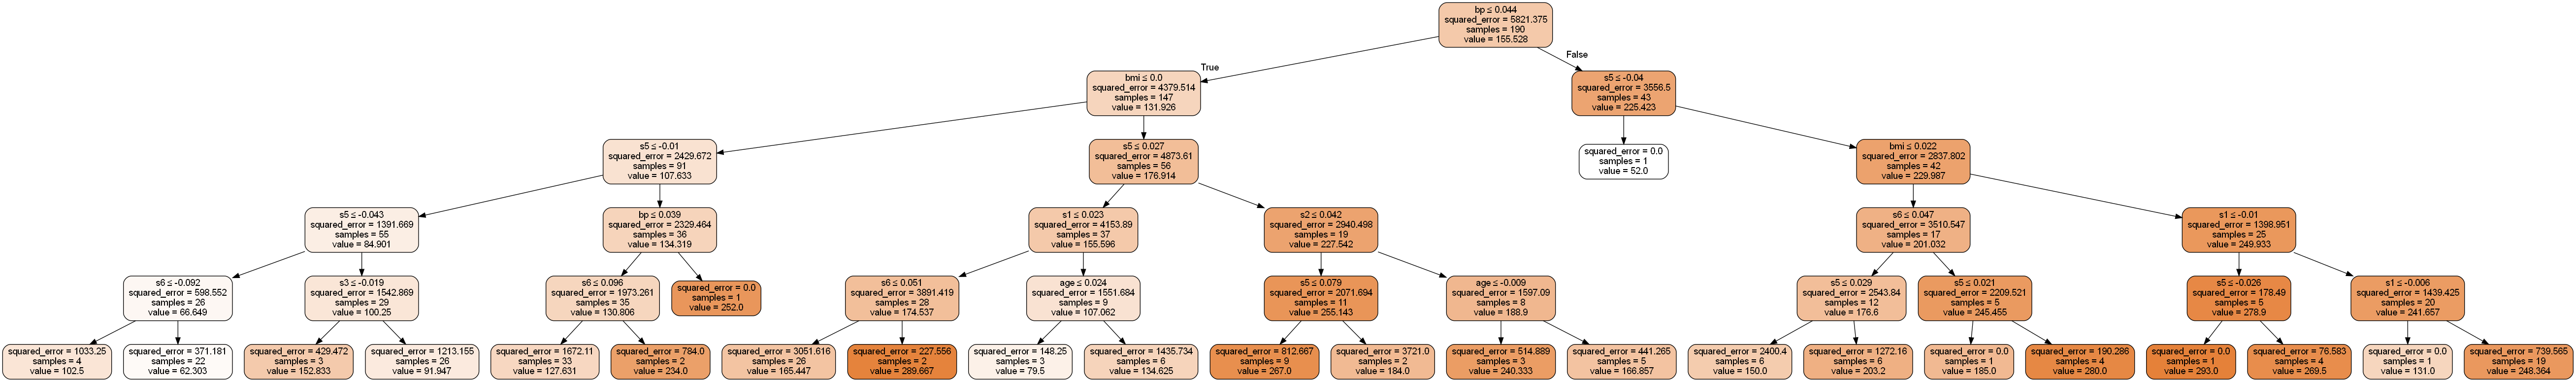 bp ≤ 0.044
squared_error = 5821.375
samples = 190
value = 155.528
True
False
bmi ≤ 0.0
squared_error = 4379.514
samples = 147
value = 131.926
s5 ≤ -0.04
squared_error = 3556.5
samples = 43
value = 225.423
s5 ≤ -0.01
squared_error = 2429.672
samples = 91
value = 107.633
s5 ≤ 0.027
squared_error = 4873.61
samples = 56
value = 176.914
squared_error = 0.0
samples = 1
value = 52.0
bmi ≤ 0.022
squared_error = 2837.802
samples = 42
value = 229.987
s5 ≤ -0.043
squared_error = 1391.669
samples = 55
value = 84.901
bp ≤ 0.039
squared_error = 2329.464
samples = 36
value = 134.319
s1 ≤ 0.023
squared_error = 4153.89
samples = 37
value = 155.596
s2 ≤ 0.042
squared_error = 2940.498
samples = 19
value = 227.542
s6 ≤ 0.047
squared_error = 3510.547
samples = 17
value = 201.032
s1 ≤ -0.01
squared_error = 1398.951
samples = 25
value = 249.933
s6 ≤ -0.092
squared_error = 598.552
samples = 26
value = 66.649
s3 ≤ -0.019
squared_error = 1542.869
samples = 29
value = 100.25
s6 ≤ 0.096
squared_error = 1973.261
samples = 35
value = 130.806
squared_error = 0.0
samples = 1
value = 252.0
s6 ≤ 0.051
squared_error = 3891.419
samples = 28
value = 174.537
age ≤ 0.024
squared_error = 1551.684
samples = 9
value = 107.062
s5 ≤ 0.079
squared_error = 2071.694
samples = 11
value = 255.143
age ≤ -0.009
squared_error = 1597.09
samples = 8
value = 188.9
s5 ≤ 0.029
squared_error = 2543.84
samples = 12
value = 176.6
s5 ≤ 0.021
squared_error = 2209.521
samples = 5
value = 245.455
s5 ≤ -0.026
squared_error = 178.49
samples = 5
value = 278.9
s1 ≤ -0.006
squared_error = 1439.425
samples = 20
value = 241.657
squared_error = 1033.25
samples = 4
value = 102.5
squared_error = 371.181
samples = 22
value = 62.303
squared_error = 429.472
samples = 3
value = 152.833
squared_error = 1213.155
samples = 26
value = 91.947
squared_error = 1672.11
samples = 33
value = 127.631
squared_error = 784.0
samples = 2
value = 234.0
squared_error = 3051.616
samples = 26
value = 165.447
squared_error = 227.556
samples = 2
value = 289.667
squared_error = 148.25
samples = 3
value = 79.5
squared_error = 1435.734
samples = 6
value = 134.625
squared_error = 812.667
samples = 9
value = 267.0
squared_error = 3721.0
samples = 2
value = 184.0
squared_error = 514.889
samples = 3
value = 240.333
squared_error = 441.265
samples = 5
value = 166.857
squared_error = 2400.4
samples = 6
value = 150.0
squared_error = 1272.16
samples = 6
value = 203.2
squared_error = 0.0
samples = 1
value = 185.0
squared_error = 190.286
samples = 4
value = 280.0
squared_error = 0.0
samples = 1
value = 293.0
squared_error = 76.583
samples = 4
value = 269.5
squared_error = 0.0
samples = 1
value = 131.0
squared_error = 739.565
samples = 19
value = 248.364